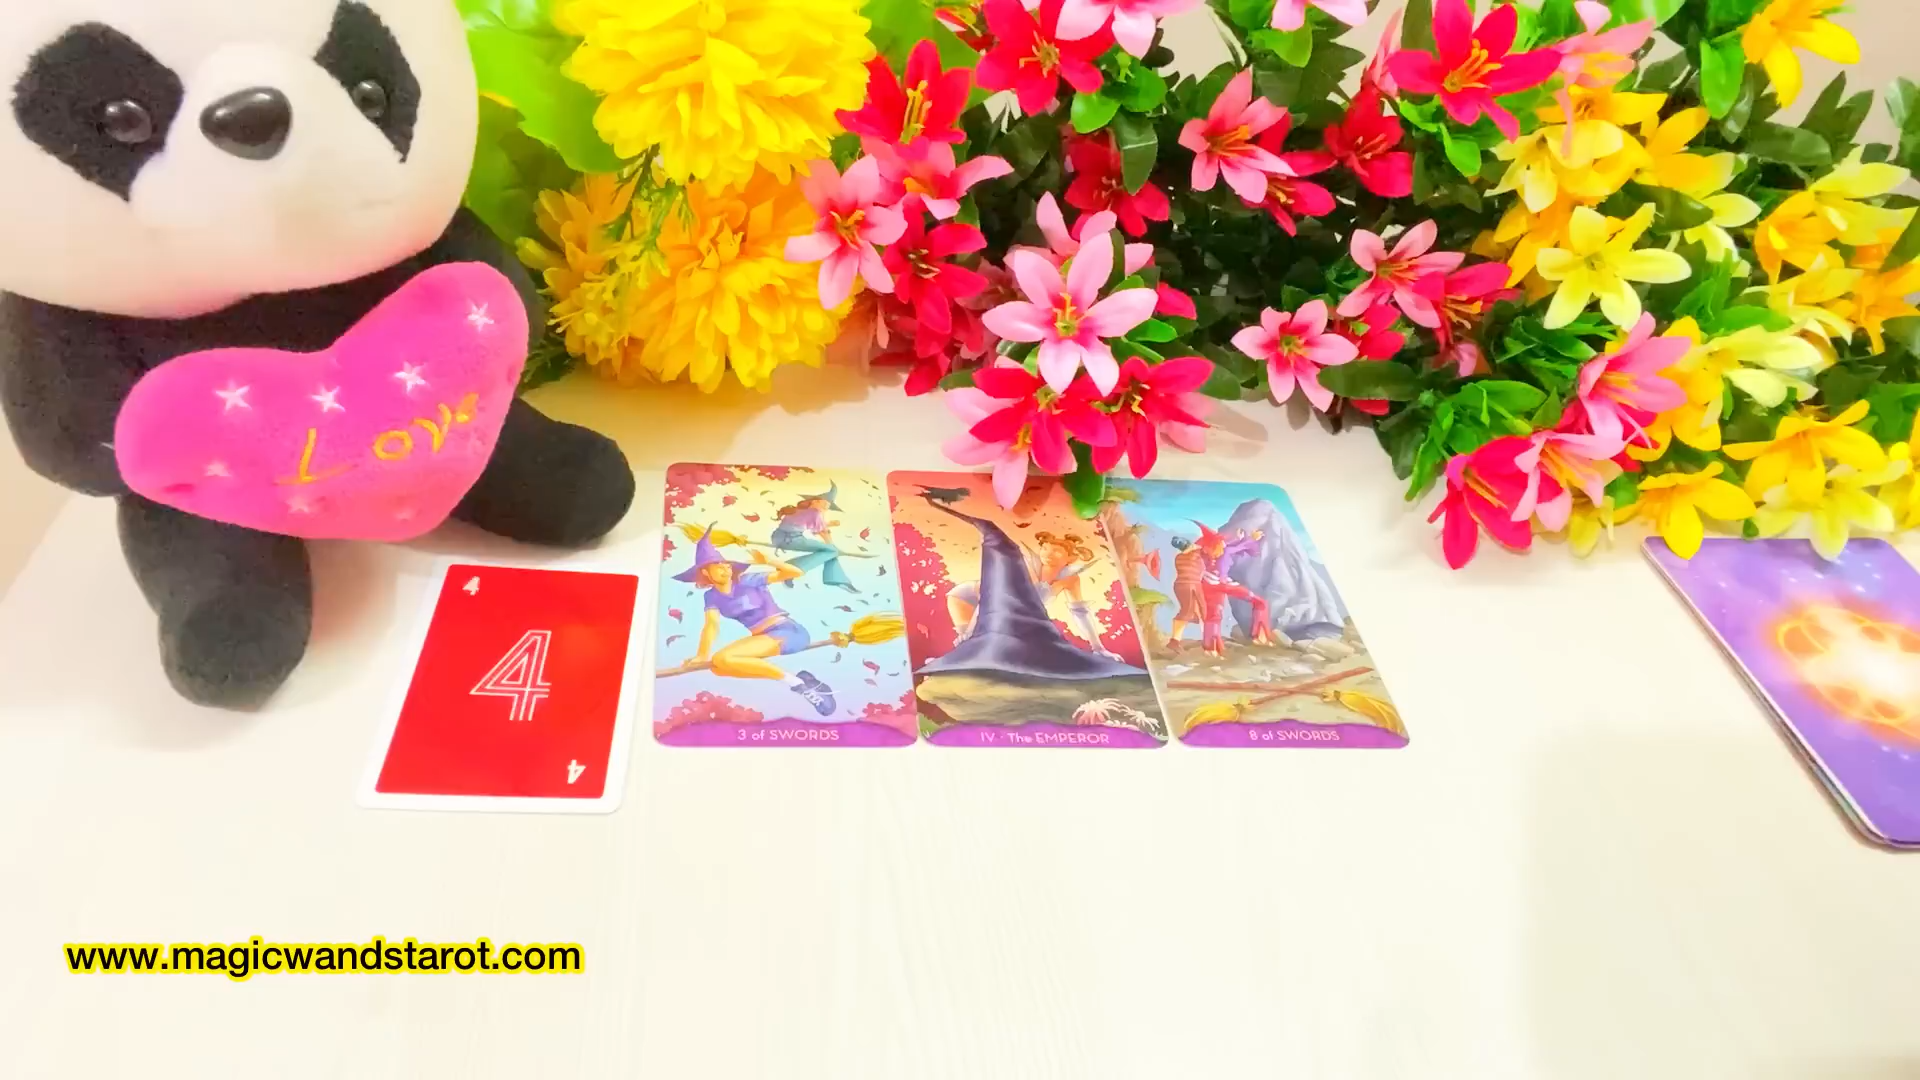 Love
4
4
4
3 of SWORDS
IV - The EMPEROR
8 of SWORDS
www.magicwandstarot.com